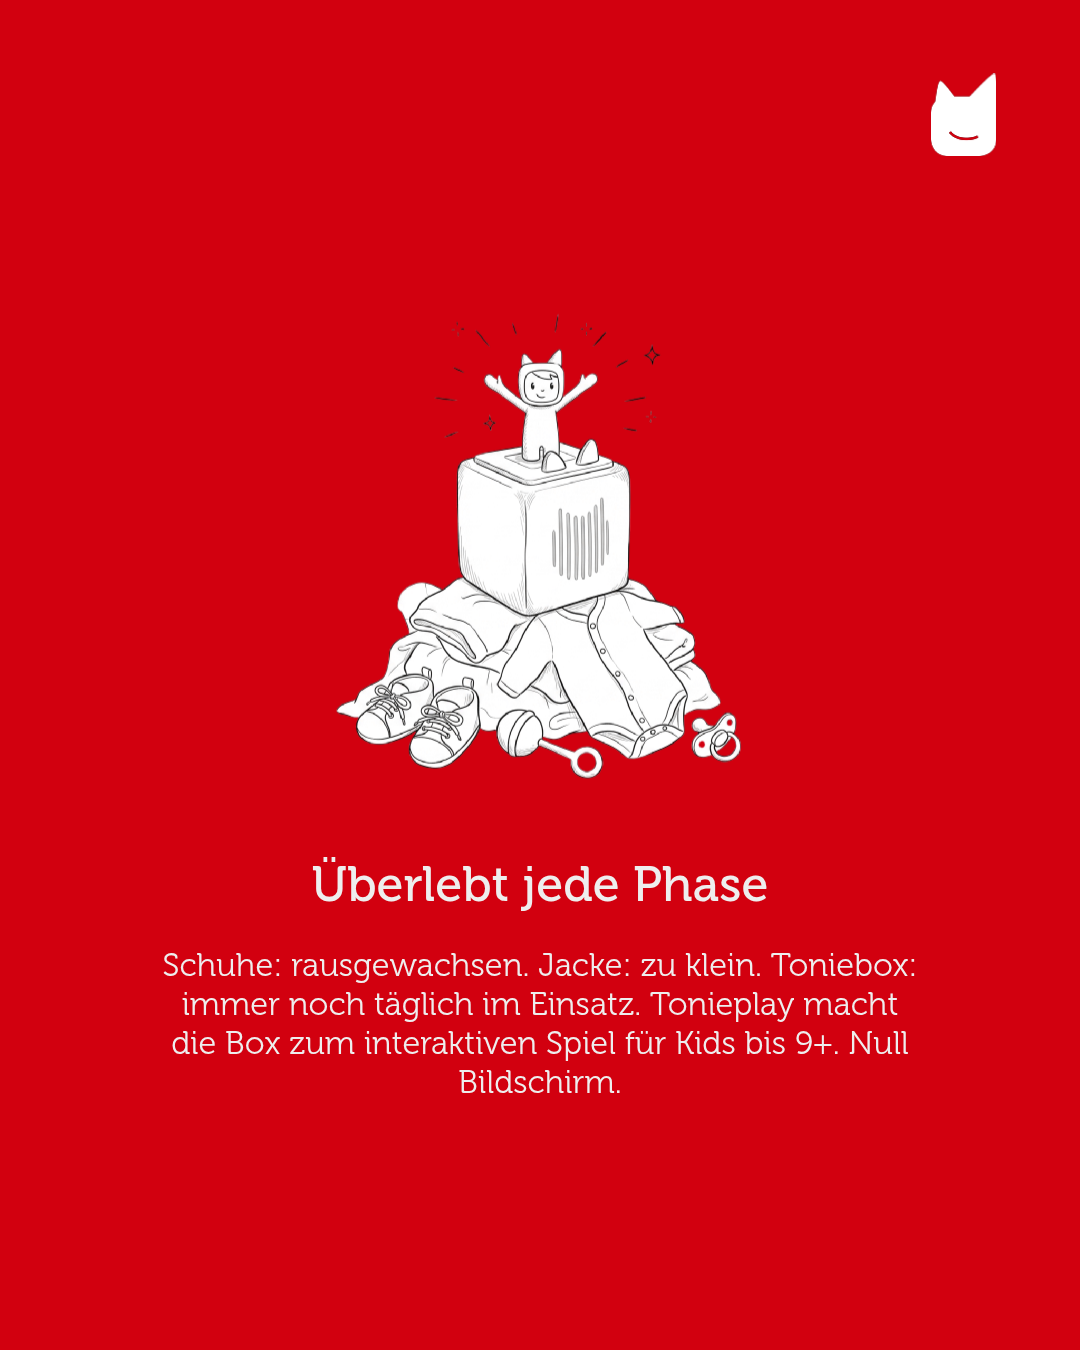 Überlebt jede Phase
Schuhe: rausgewachsen. Jacke: zu klein. Toniebox:
immer noch täglich im Einsatz. Tonieplay macht
die Box zum interaktiven Spiel für Kids bis 9+. Null
Bildschirm.